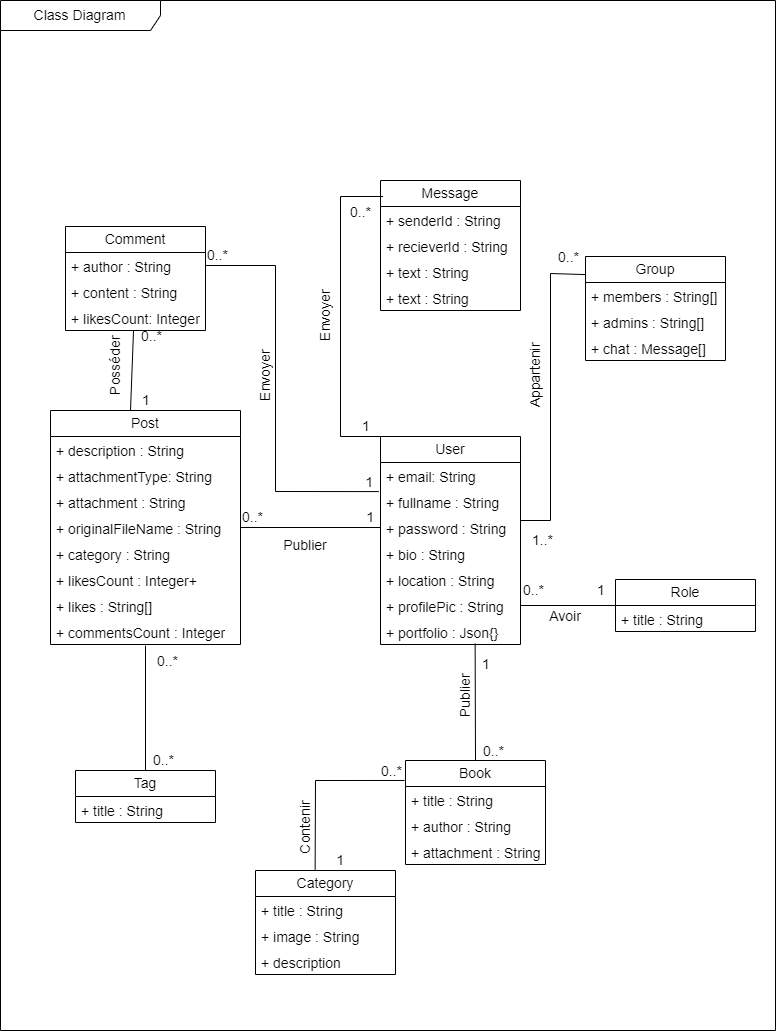 Class Diagram
Message
+ senderId : String
+ recieverId : String
+ text : String
+ text : String
0..*
Envoyer
1
Comment
+ author : String
+ content : String
+ likesCount: Integer
0..*
Envoyer
1
0..*
Posséder
1
Group
+ members : String[]
+ admins : String[]
+ chat : Message[]
0..*
Appartenir
1..*
Post
+ description : String
+ attachmentType: String
+ attachment : String
+ originalFileName : String
+ category : String
+ likesCount : Integer+
+ likes : String[]
+ commentsCount : Integer
0..*
Publier
1
User
+ email: String
+ fullname : String
+ password : String
+ bio : String
+ location : String
+ profilePic : String
+ portfolio : Json{}
0..*
Avoir
1
Role
+ title : String
0..*
0..*
Tag
+ title : String
1
Publier
0..*
Book
+ title : String
+ author : String
+ attachment : String
0..*
Contenir
1
Category
+ title : String
+ image : String
+ description